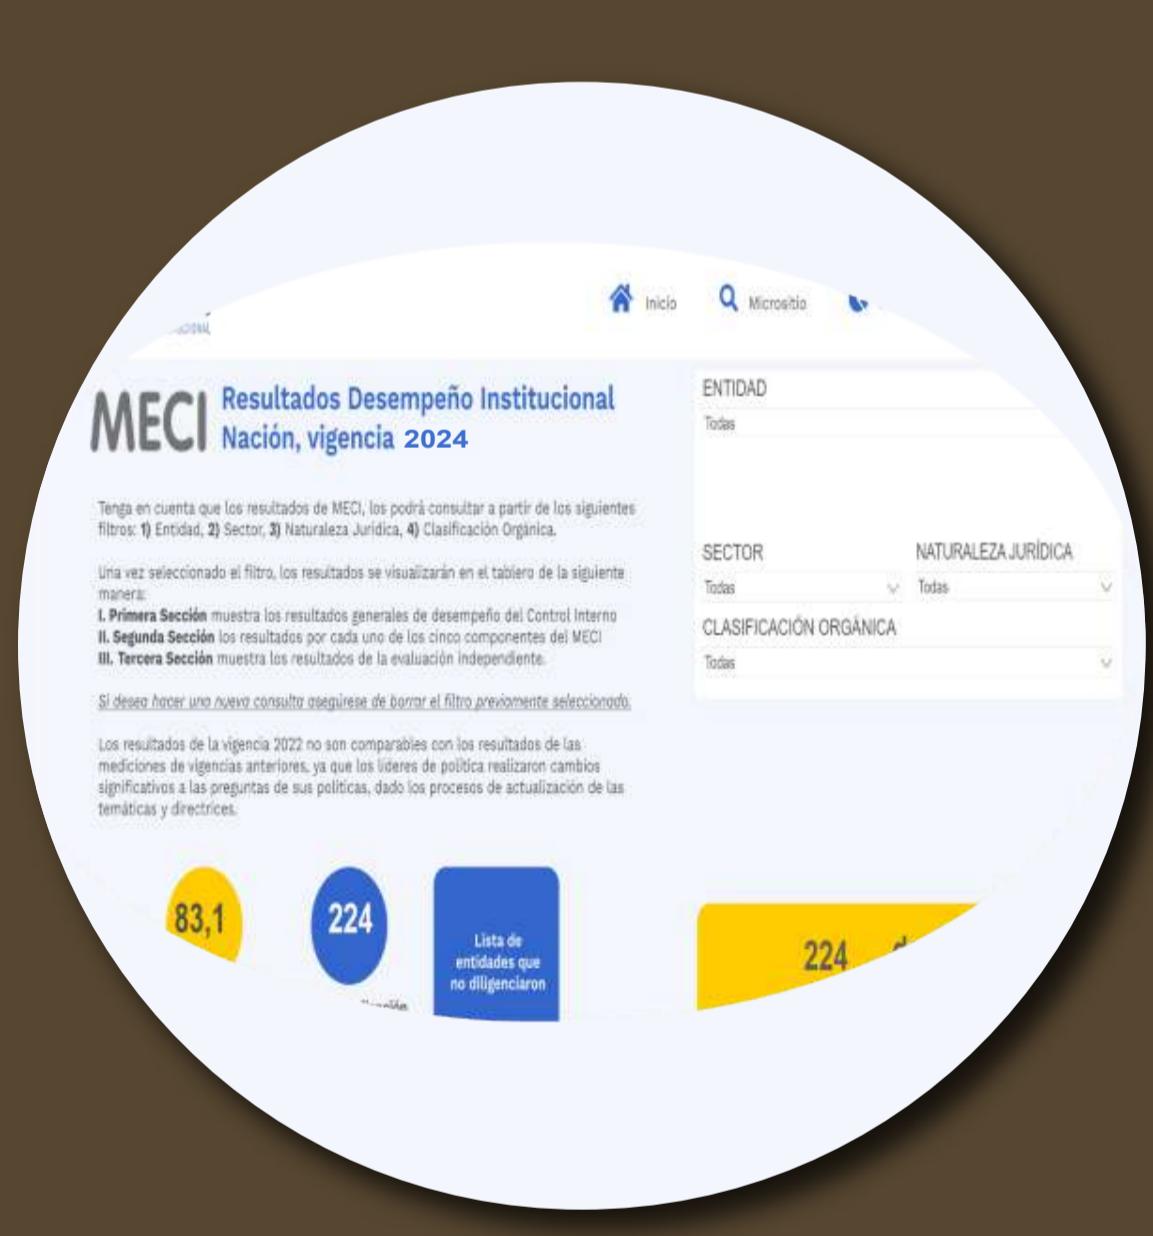 Inicio
Micrositio
MECI
Resultados Desempeño Institucional
Nación, vigencia 2024
Tenga en cuenta que los resultados de MECI, los podrá consultar a partir de los siguientes
filtros: 1) Entidad, 2) Sector, 3) Naturaleza Jurídica, 4) Clasificación Orgánica.
Una vez seleccionado el filtro, los resultados se visualizarán en el tablero de la siguiente
manera:
I. Primera Sección muestra los resultados generales de desempeño del Control Interno
II. Segunda Sección los resultados por cada uno de los cinco componentes del MECI
III. Tercera Sección muestra los resultados de la evaluación independiente.
Si desea hacer una nueva consulta asegúrese de borrar el filtro previamente seleccionado.
Los resultados de la vigencia 2022 no son comparables con los resultados de las
mediciones de vigencias anteriores, ya que los líderes de política realizaron cambios
significativos a las preguntas de sus políticas, dado los procesos de actualización de las
temáticas y directrices.
ENTIDAD
Todas
SECTOR
Todas
NATURALEZA JURÍDICA
Todas
CLASIFICACIÓN ORGÁNICA
Todas
83,1
224
Lista de
entidades que
no diligenciaron
224